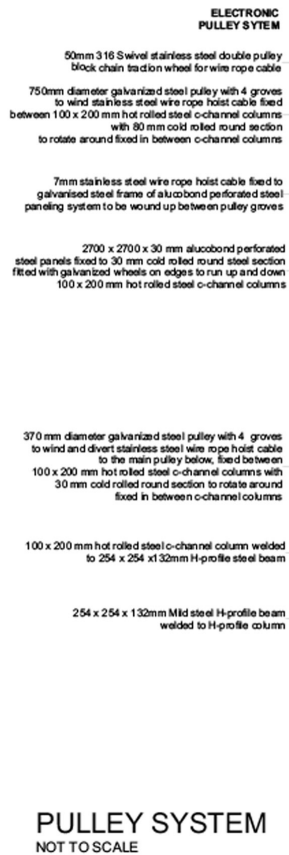 ELECTRONIC
PULLEY SYTEM
50mm 316 Swivel stainless steel double pulley
block chain traction wheel for wire rope cable
750mm diameter galvanized steel pulley with 4 groves
to wind stainless steel wire rope hoist cable fixed
between 100 x 200 mm hot rolled steel c-channel columns
with 80 mm cold rolled round section
to rotate around fixed in between c-channel columns
7mm stainless steel wire rope hoist cable fixed to
galvanised steel frame of alucobond perforated steel
paneling system to be wound up between pulley groves
2700 x 2700 x 30 mm alucobond perforated
steel panels fixed to 30 mm cold rolled round steel section
fitted with galvanized wheels on edges to run up and down
100 x 200 mm hot rolled steel c-channel columns
370 mm diameter galvanized steel pulley with 4 groves
to wind and divert stainless steel wire rope hoist cable
to the main pulley below, fixed between
100 x 200 mm hot rolled steel c-channel columns with
30 mm cold rolled round section to rotate around
fixed in between c-channel columns
100 x 200 mm hot rolled steel c-channel column welded
to 254 x 254 x132mm H-profile steel beam
254 x 254 x 132mm Mild steel H-profile beam
welded to H-profile column
PULLEY SYSTEM
NOT TO SCALE